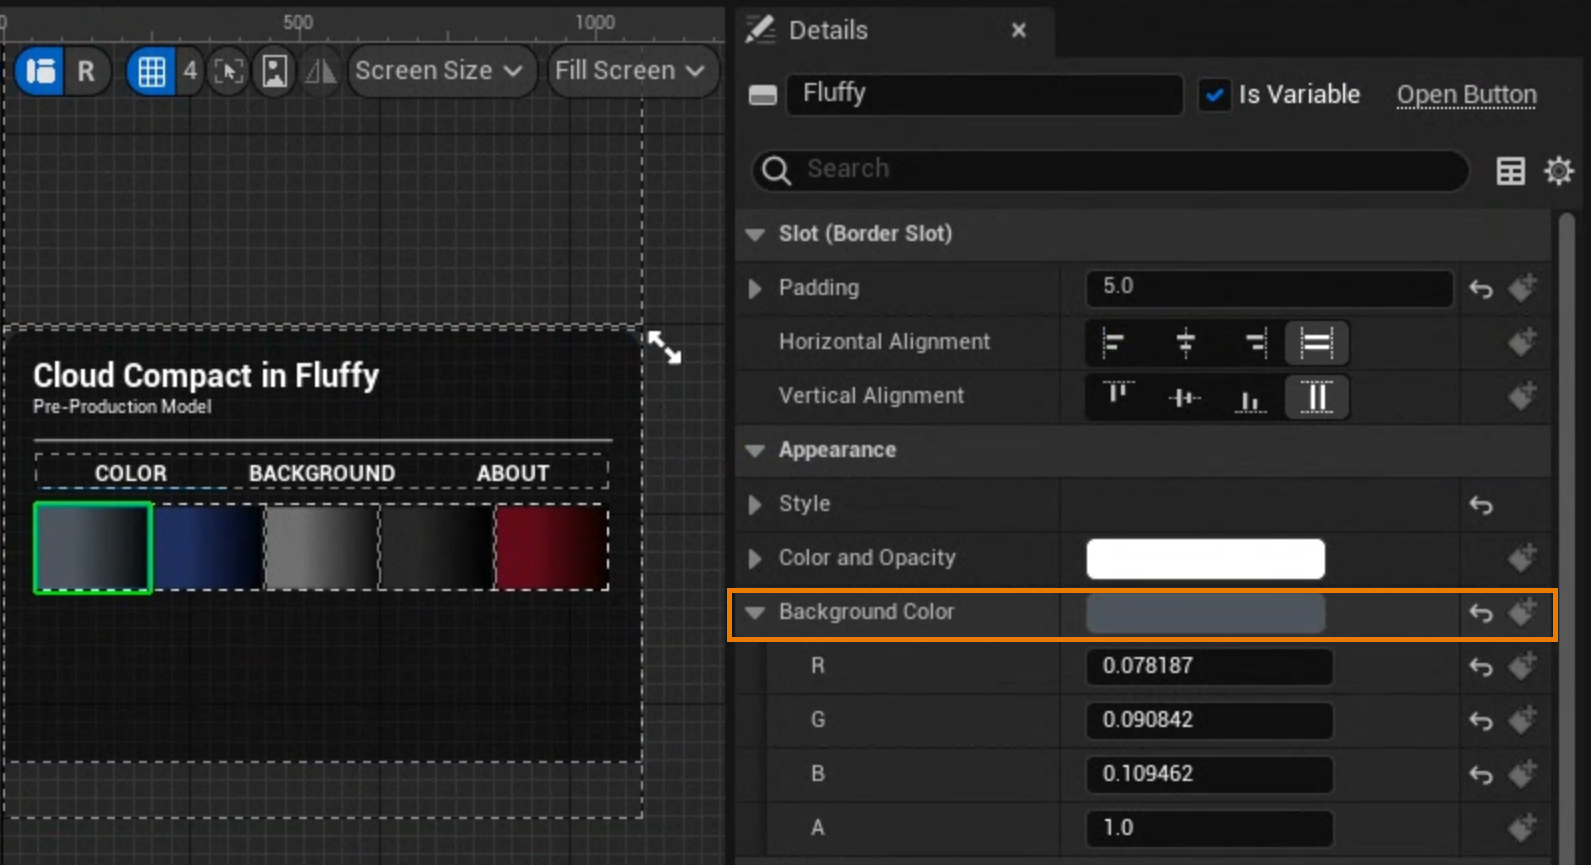 0 500 1000
R 4 Screen Size Fill Screen
Cloud Compact in Fluffy
Pre-Production Model
COLOR BACKGROUND ABOUT
Details
Fluffy Is Variable Open Button
Search
Slot (Border Slot)
Padding 5.0
Horizontal Alignment
Vertical Alignment
Appearance
Style
Color and Opacity
Background Color
R 0.078187
G 0.090842
B 0.109462
A 1.0